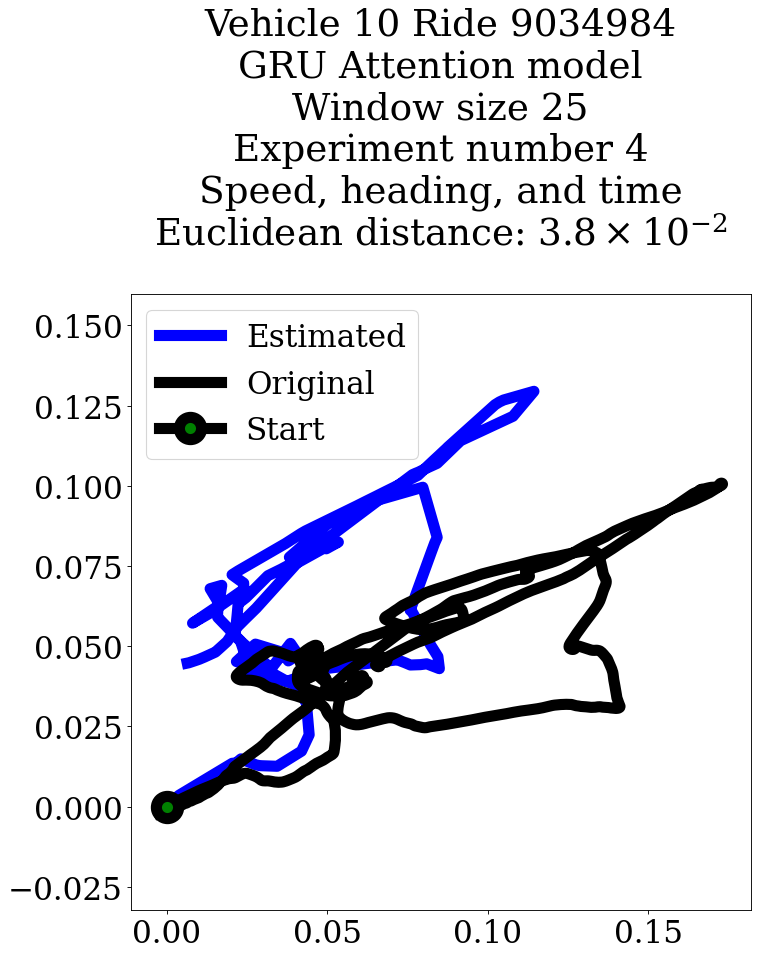 Vehicle 10 Ride 9034984
GRU Attention model
Window size 25
Experiment number 4
Speed, heading, and time
Euclidean distance: 3.8 × 10⁻²
Estimated
Original
Start
0.150
0.125
0.100
0.075
0.050
0.025
0.000
−0.025
0.00 0.05 0.10 0.15